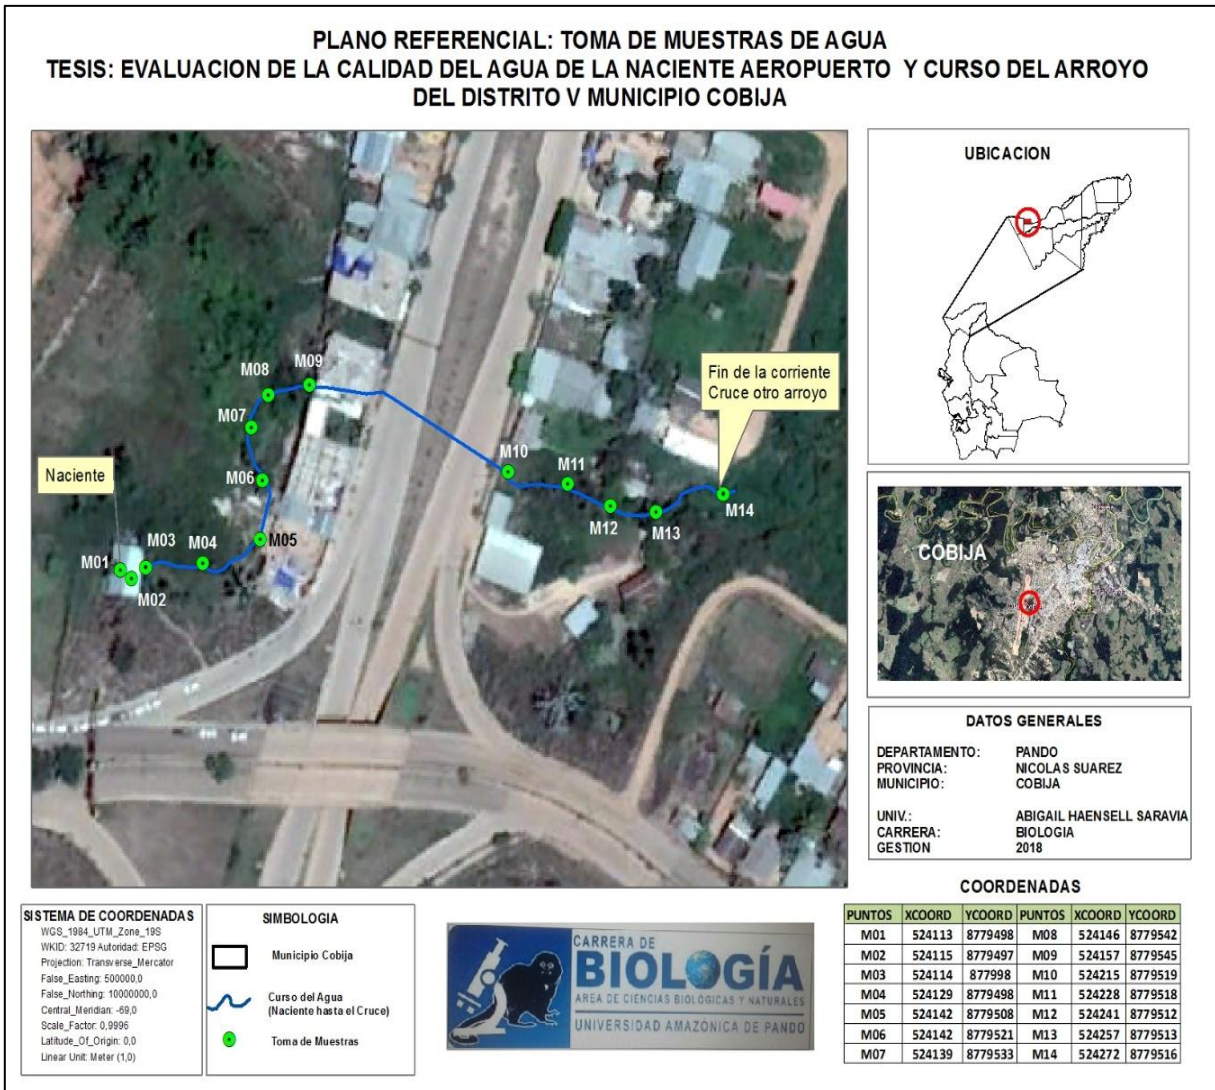 PLANO REFERENCIAL: TOMA DE MUESTRAS DE AGUA
TESIS: EVALUACION DE LA CALIDAD DEL AGUA DE LA NACIENTE AEROPUERTO Y CURSO DEL ARROYO
DEL DISTRITO V MUNICIPIO COBIJA
M09
M08
M07
M06
Naciente
M03
M04
M05
M01
M02
Fin de la corriente
Cruce otro arroyo
M10
M11
M12
M13
M14
UBICACION
COBIJA
DATOS GENERALES
DEPARTAMENTO: PANDO
PROVINCIA: NICOLAS SUAREZ
MUNICIPIO: COBIJA
UNIV.: ABIGAIL HAENSELL SARAVIA
CARRERA: BIOLOGIA
GESTION 2018
SISTEMA DE COORDENADAS
WGS_1984_UTM_Zone_19S
WKID: 32719 Autoridad: EPSG
Projection: Transverse_Mercator
False_Easting: 500000,0
False_Northing: 10000000,0
Central_Meridian: -69,0
Scale_Factor: 0,9996
Latitude_Of_Origin: 0,0
Linear Unit: Meter (1,0)
SIMBOLOGIA
Municipio Cobija
Curso del Agua
(Naciente hasta el Cruce)
Toma de Muestras
CARRERA DE
BIOLOGÍA
AREA DE CIENCIAS BIOLOGICAS Y NATURALES
UNIVERSIDAD AMAZÓNICA DE PANDO
COORDENADAS
PUNTOS XCOORD YCOORD PUNTOS XCOORD YCOORD
M01 524113 8779498 M08 524146 8779542
M02 524115 8779497 M09 524157 8779545
M03 524114 877998 M10 524215 8779519
M04 524129 8779498 M11 524228 8779518
M05 524142 8779508 M12 524241 8779512
M06 524142 8779521 M13 524257 8779513
M07 524139 8779533 M14 524272 8779516